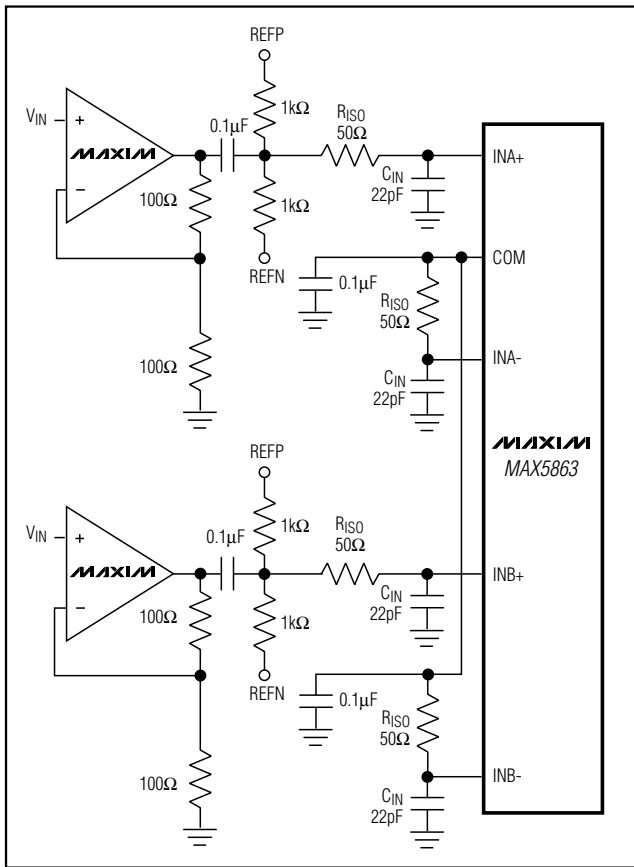 REFP
VIN
+
MAXIM
−
0.1µF
1kΩ
RISO
50Ω
INA+
100Ω
1kΩ
CIN
22pF
REFN
COM
0.1µF
RISO
50Ω
100Ω
INA-
CIN
22pF
MAXIM
MAX5863
REFP
VIN
+
MAXIM
−
0.1µF
1kΩ
RISO
50Ω
INB+
100Ω
1kΩ
CIN
22pF
REFN
0.1µF
RISO
50Ω
100Ω
INB-
CIN
22pF